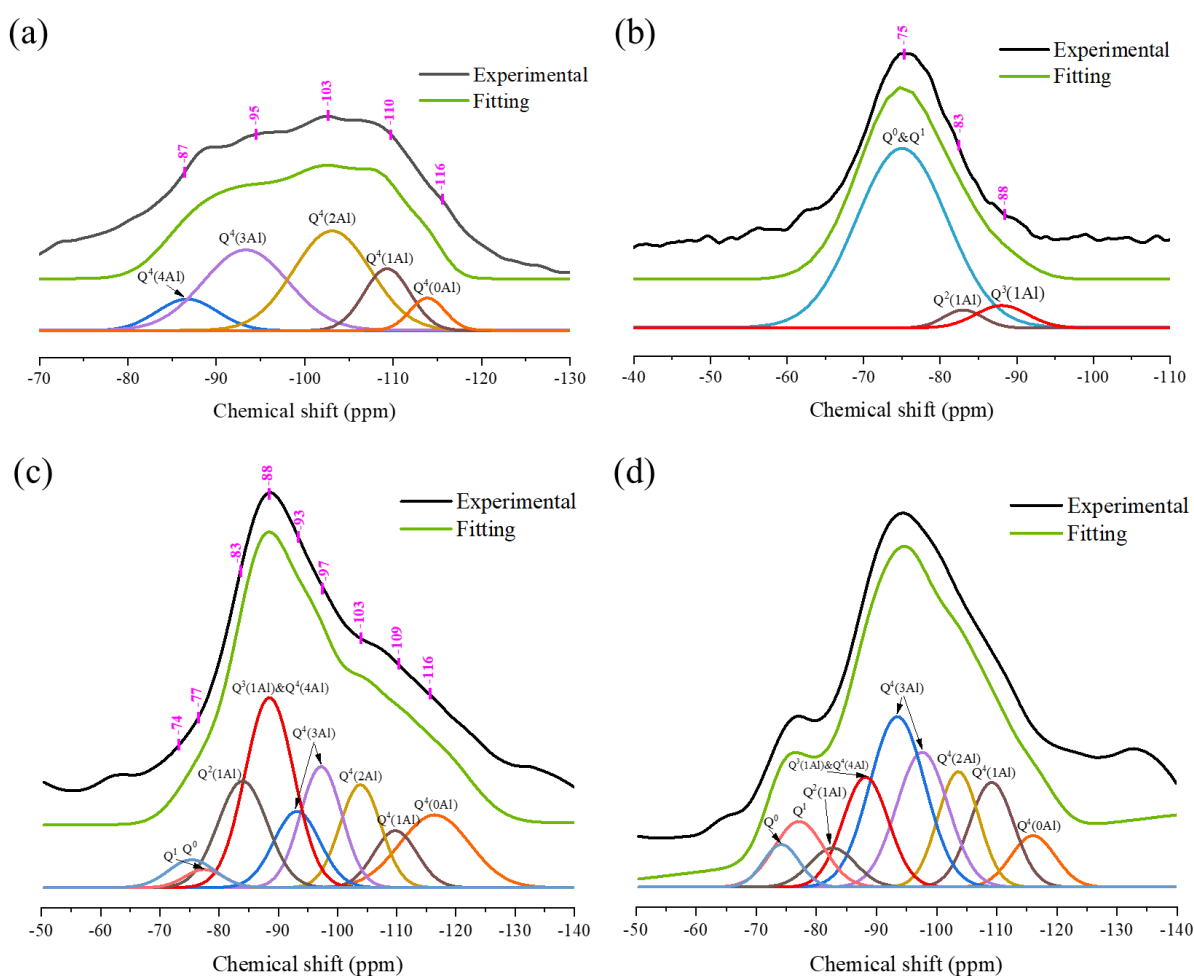 (a)
Experimental
Fitting
-87
-95
-103
-110
-116
Q⁴(4Al)
Q⁴(3Al)
Q⁴(2Al)
Q⁴(1Al)
Q⁴(0Al)
-70 -80 -90 -100 -110 -120 -130
Chemical shift (ppm)
(b)
Experimental
Fitting
-75
-83
-88
Q⁰&Q¹
Q²(1Al)
Q³(1Al)
-40 -50 -60 -70 -80 -90 -100 -110
Chemical shift (ppm)
(c)
Experimental
Fitting
-74
-77
-83
-88
-93
-97
-103
-109
-116
Q³(1Al)&Q⁴(4Al)
Q²(1Al)
Q⁴(3Al)
Q⁴(2Al)
Q⁴(1Al)
Q⁴(0Al)
Q¹ Q⁰
-50 -60 -70 -80 -90 -100 -110 -120 -130 -140
Chemical shift (ppm)
(d)
Experimental
Fitting
Q⁴(3Al)
Q³(1Al)&Q⁴(4Al)
Q²(1Al)
Q⁴(2Al)
Q⁴(1Al)
Q⁴(0Al)
Q⁰
Q¹
-50 -60 -70 -80 -90 -100 -110 -120 -130 -140
Chemical shift (ppm)